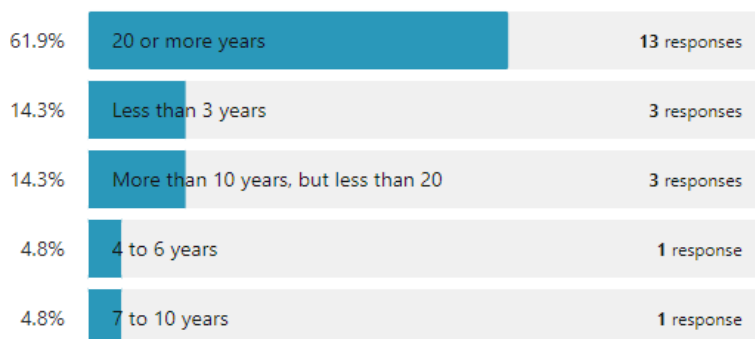 61.9% 20 or more years 13 responses
14.3% Less than 3 years 3 responses
14.3% More than 10 years, but less than 20 3 responses
4.8% 4 to 6 years 1 response
4.8% 7 to 10 years 1 response